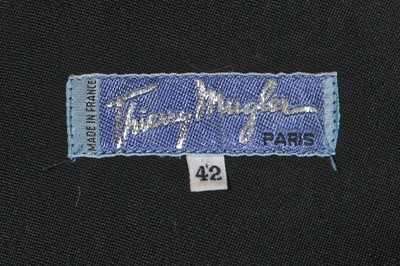 MADE IN FRANCE
Thierry Mugler
PARIS
42